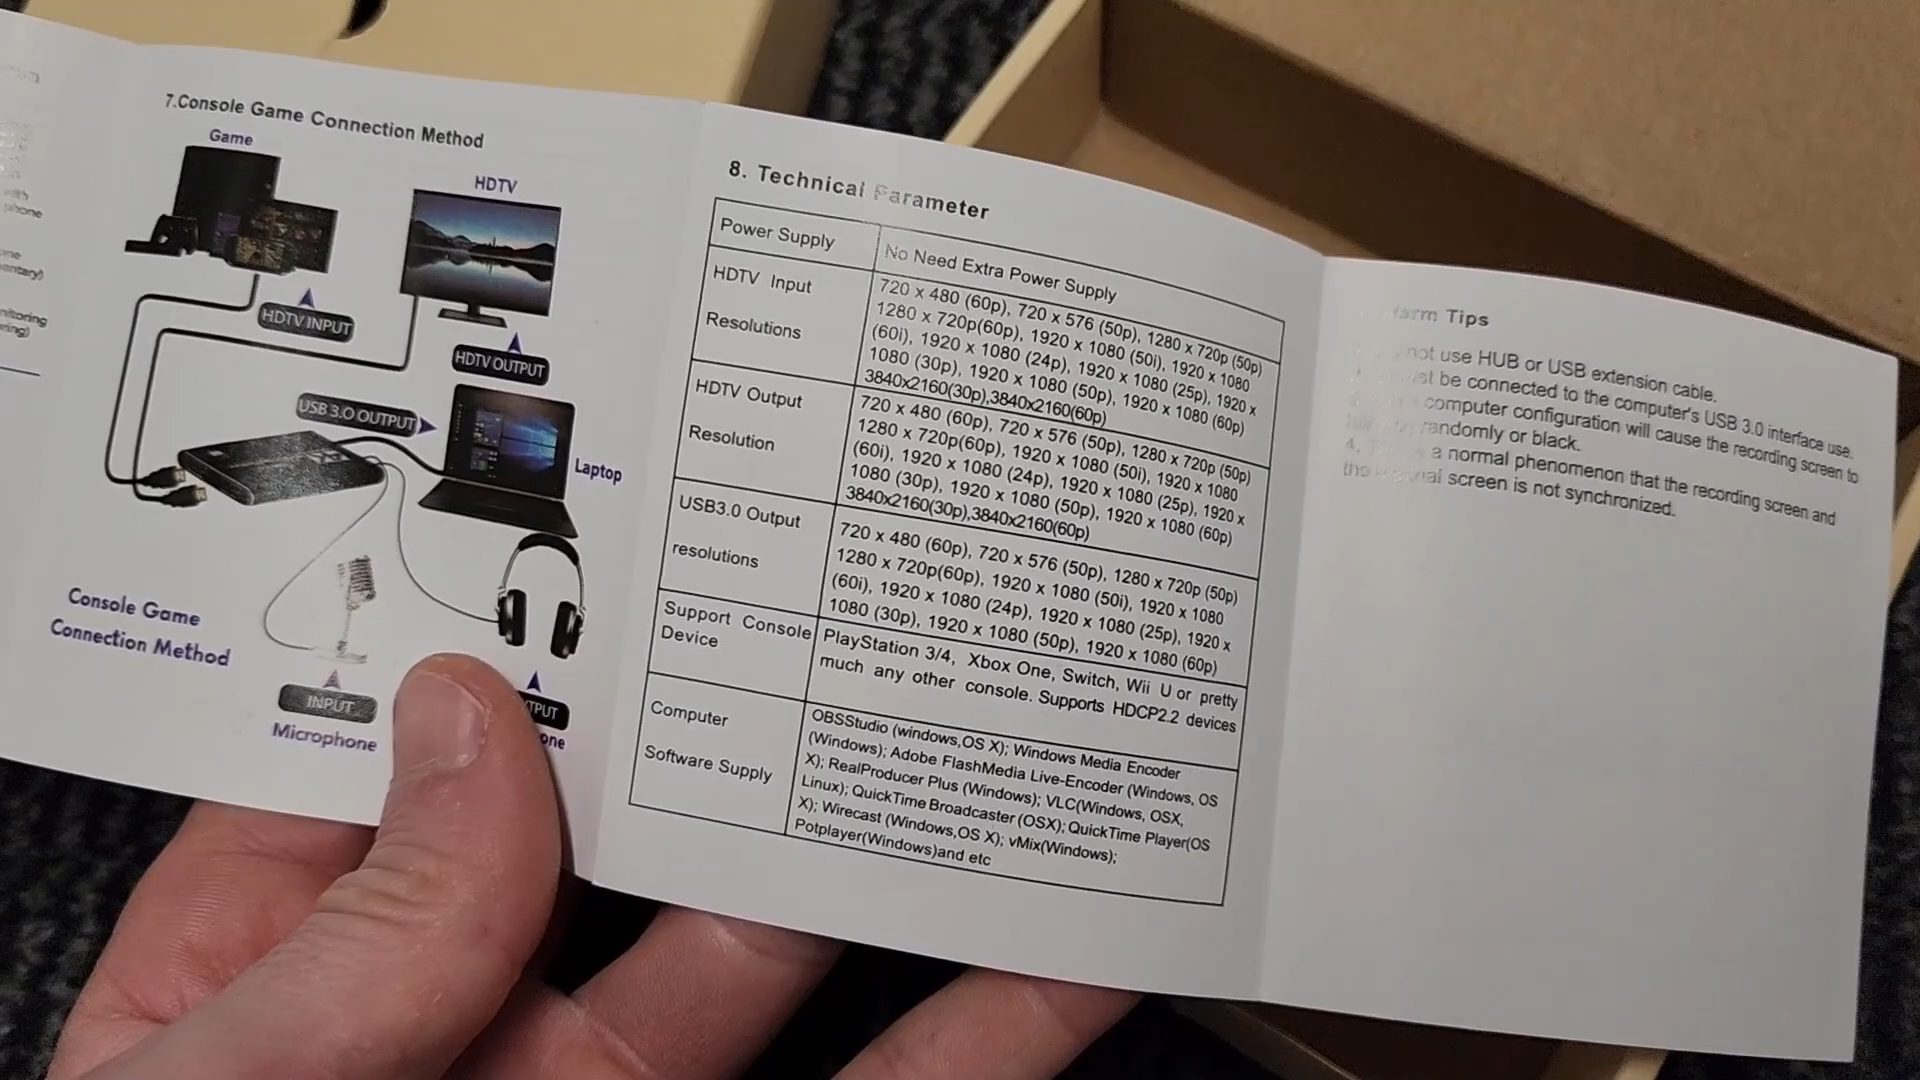 with
phone
7.Console Game Connection Method
Game
HDTV
HDTV INPUT
HDTV OUTPUT
USB 3.0 OUTPUT
Laptop
Console Game
Connection Method
INPUT
Microphone
8. Technical Parameter
Power Supply
No Need Extra Power Supply
HDTV Input
Resolutions
720 x 480 (60p), 720 x 576 (50p), 1280 x 720p (50p)
1280 x 720p(60p), 1920 x 1080 (50i), 1920 x 1080
(60i), 1920 x 1080 (24p), 1920 x 1080 (25p), 1920 x
1080 (30p), 1920 x 1080 (50p), 1920 x 1080 (60p)
3840x2160(30p),3840x2160(60p)
HDTV Output
Resolution
720 x 480 (60p), 720 x 576 (50p), 1280 x 720p (50p)
1280 x 720p(60p), 1920 x 1080 (50i), 1920 x 1080
(60i), 1920 x 1080 (24p), 1920 x 1080 (25p), 1920 x
1080 (30p), 1920 x 1080 (50p), 1920 x 1080 (60p)
3840x2160(30p),3840x2160(60p)
USB3.0 Output
resolutions
720 x 480 (60p), 720 x 576 (50p), 1280 x 720p (50p)
1280 x 720p(60p), 1920 x 1080 (50i), 1920 x 1080
(60i), 1920 x 1080 (24p), 1920 x 1080 (25p), 1920 x
1080 (30p), 1920 x 1080 (50p), 1920 x 1080 (60p)
Support Console
Device
PlayStation 3/4, Xbox One, Switch, Wii U or pretty
much any other console. Supports HDCP2.2 devices
Computer
Software Supply
OBSStudio (windows,OS X); Windows Media Encoder
(Windows); Adobe FlashMedia Live-Encoder (Windows, OS
X); RealProducer Plus (Windows); VLC(Windows, OSX,
Linux); QuickTime Broadcaster (OSX); QuickTime Player(OS
X); Wirecast (Windows,OS X); vMix(Windows);
Potplayer(Windows)and etc
Tips
not use HUB or USB extension cable.
be connected to the computer's USB 3.0 interface use.
computer configuration will cause the recording screen to
randomly or black.
4. a normal phenomenon that the recording screen and
the screen is not synchronized.